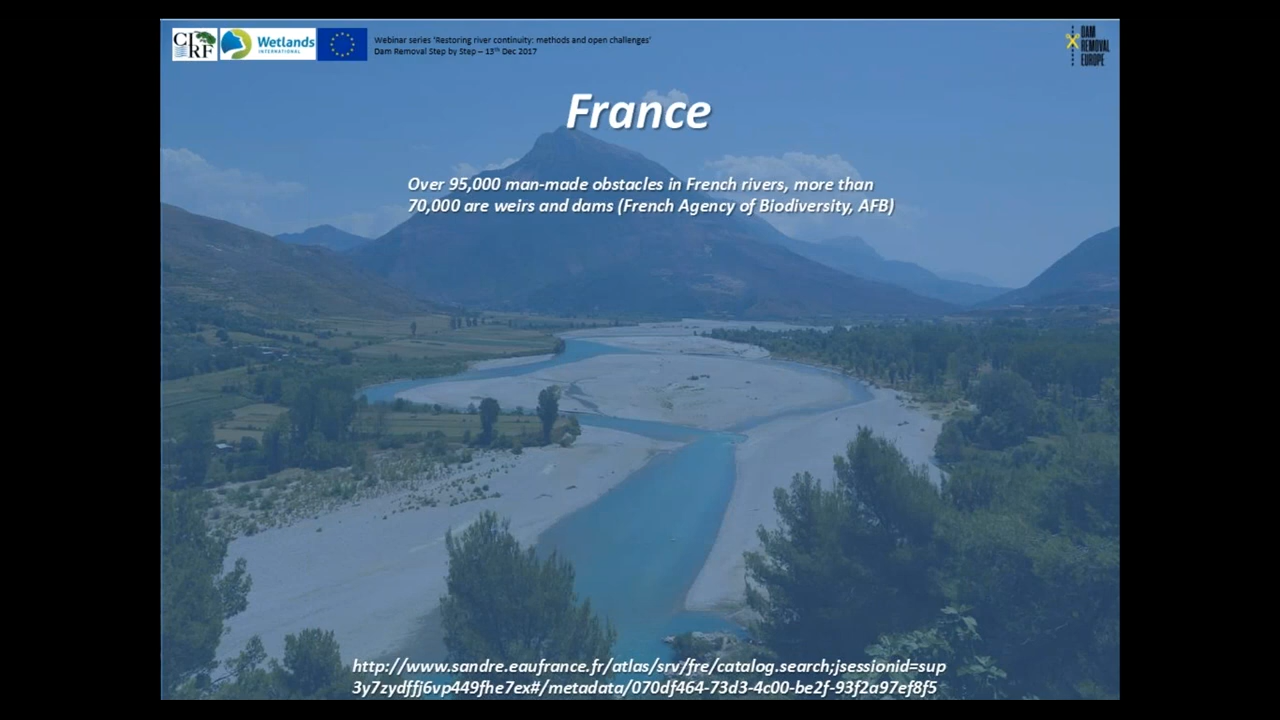 CIRF
Wetlands
INTERNATIONAL
Webinar series 'Restoring river continuity: methods and open challenges'
Dam Removal Step by Step – 13th Dec 2017
DAM
REMOVAL
EUROPE
France
Over 95,000 man-made obstacles in French rivers, more than
70,000 are weirs and dams (French Agency of Biodiversity, AFB)
http://www.sandre.eaufrance.fr/atlas/srv/fre/catalog.search;jsessionid=sup
3y7zydffj6vp449fhe7ex#/metadata/070df464-73d3-4c00-be2f-93f2a97ef8f5